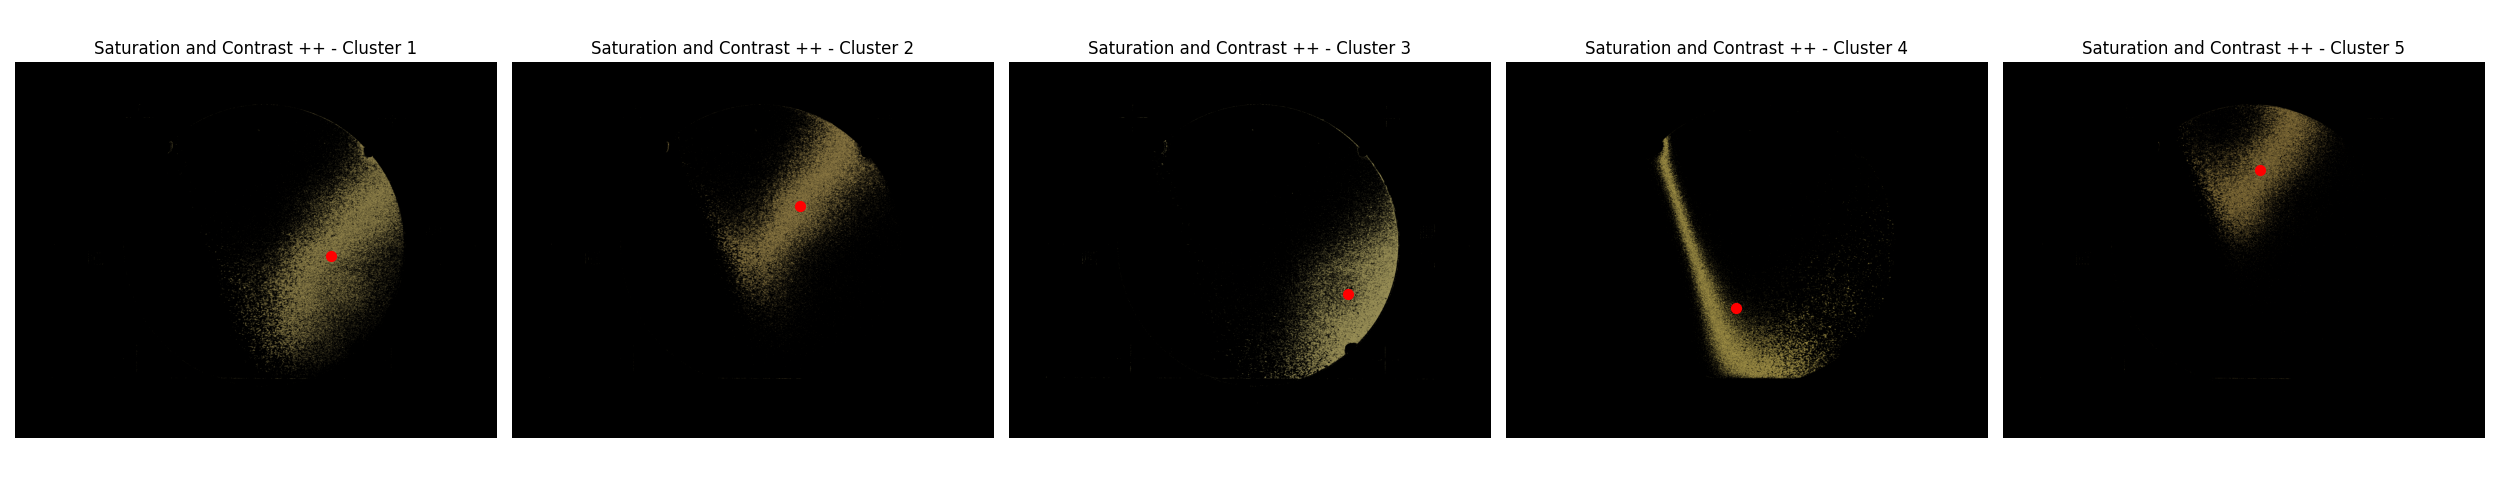 Saturation and Contrast ++ - Cluster 1
Saturation and Contrast ++ - Cluster 2
Saturation and Contrast ++ - Cluster 3
Saturation and Contrast ++ - Cluster 4
Saturation and Contrast ++ - Cluster 5